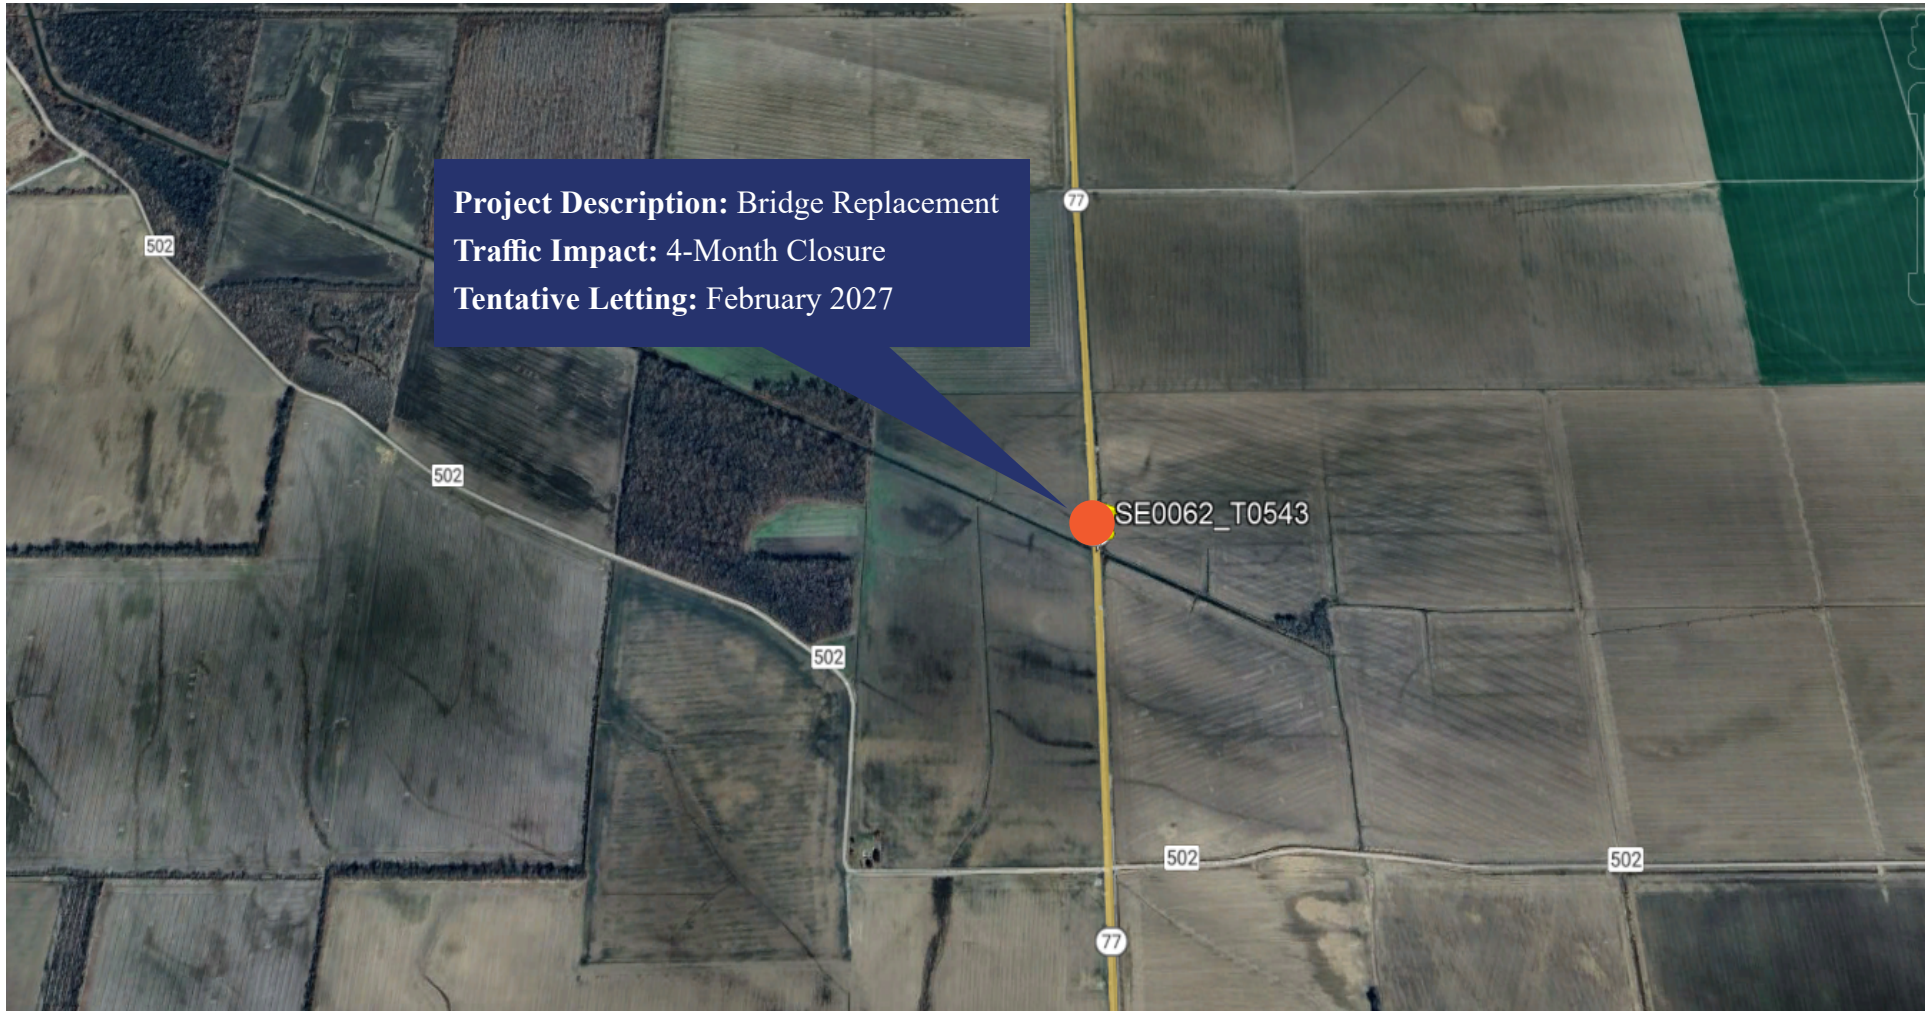 77
Project Description: Bridge Replacement
Traffic Impact: 4-Month Closure
Tentative Letting: February 2027
502
502
SE0062_T0543
502
502
502
77